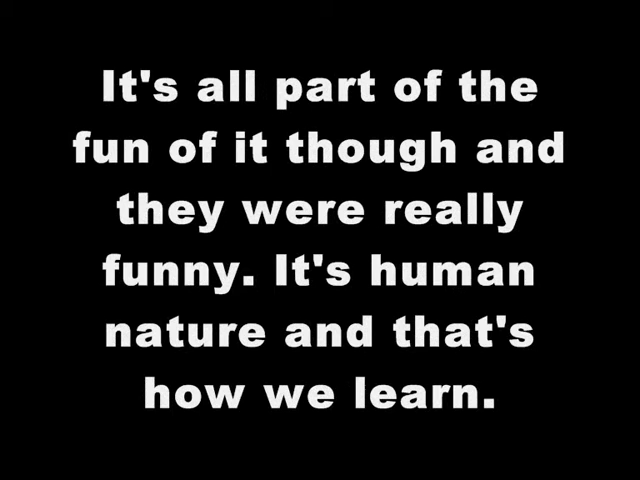 It's all part of the
fun of it though and
they were really
funny. It's human
nature and that's
how we learn.